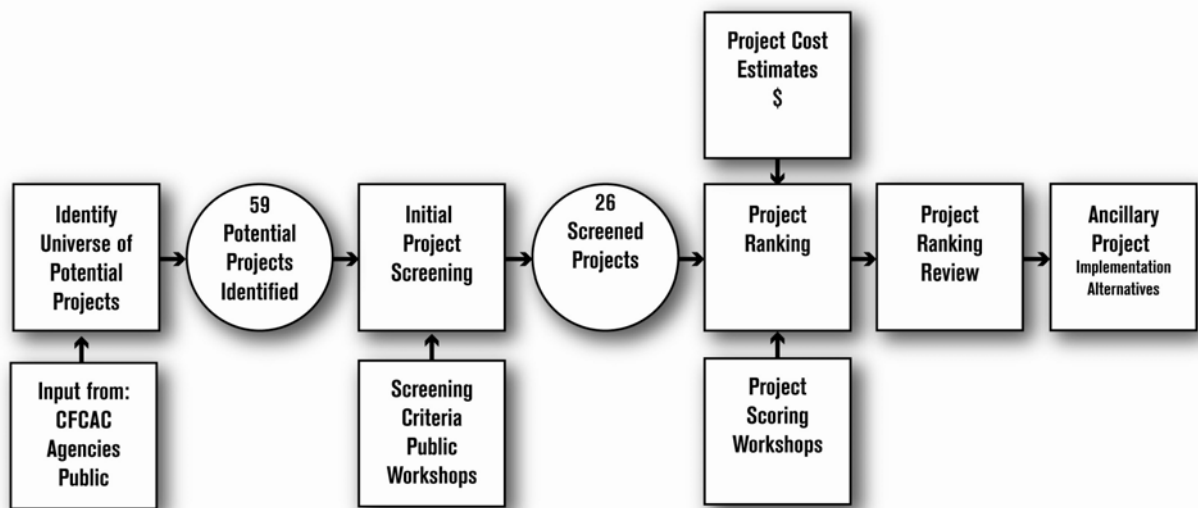 Project Cost
Estimates
$
Identify
Universe of
Potential
Projects
59
Potential
Projects
Identified
Initial
Project
Screening
26
Screened
Projects
Project
Ranking
Project
Ranking
Review
Ancillary
Project
Implementation
Alternatives
Input from:
CFCAC
Agencies
Public
Screening
Criteria
Public
Workshops
Project
Scoring
Workshops